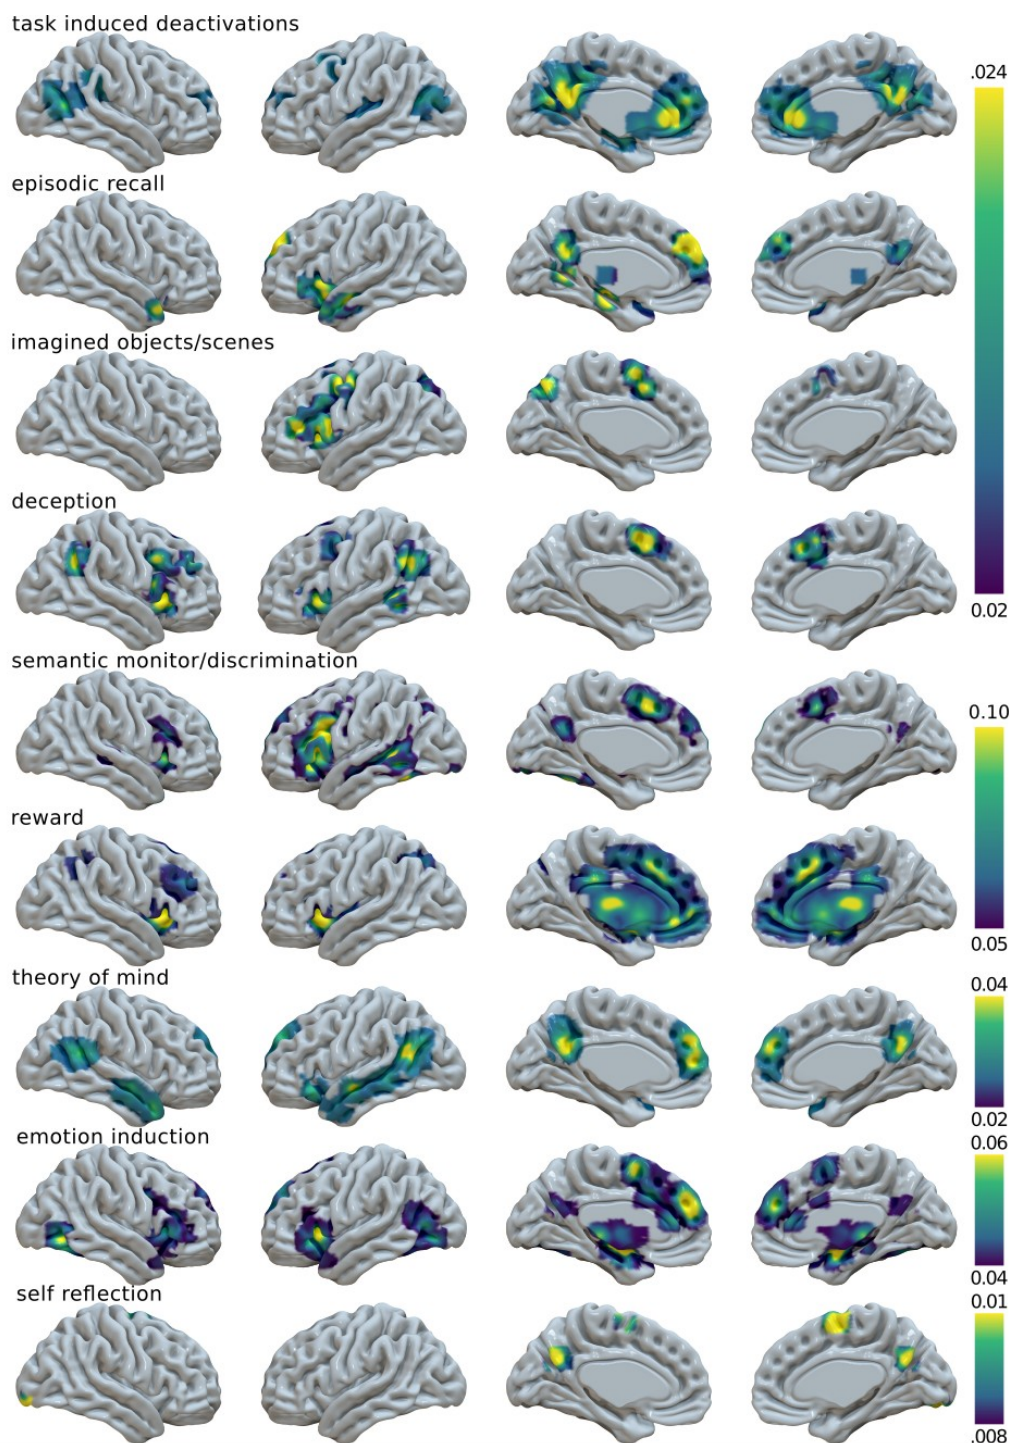 task induced deactivations
.024
episodic recall
imagined objects/scenes
deception
.02
semantic monitor/discrimination
0.10
reward
0.05
theory of mind
0.04
0.02
emotion induction
0.06
0.04
self reflection
0.01
.008